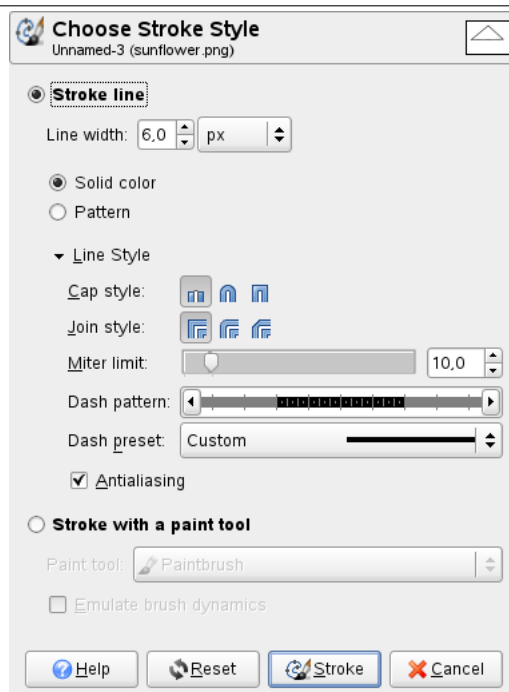 Choose Stroke Style
Unnamed-3 (sunflower.png)
Stroke line
Line width: 6,0 px
Solid color
Pattern
Line Style
Cap style:
Join style:
Miter limit: 10,0
Dash pattern:
Dash preset: Custom
Antialiasing
Stroke with a paint tool
Paint tool: Paintbrush
Emulate brush dynamics
Help Reset Stroke Cancel